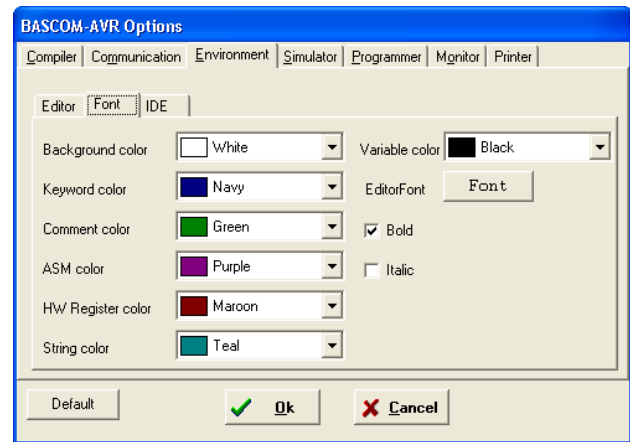 BASCOM-AVR Options
Compiler Communication Environment Simulator Programmer Monitor Printer
Editor Font IDE
Background color White Variable color Black
Keyword color Navy EditorFont Font
Comment color Green Bold
ASM color Purple Italic
HW Register color Maroon
String color Teal
Default Ok Cancel